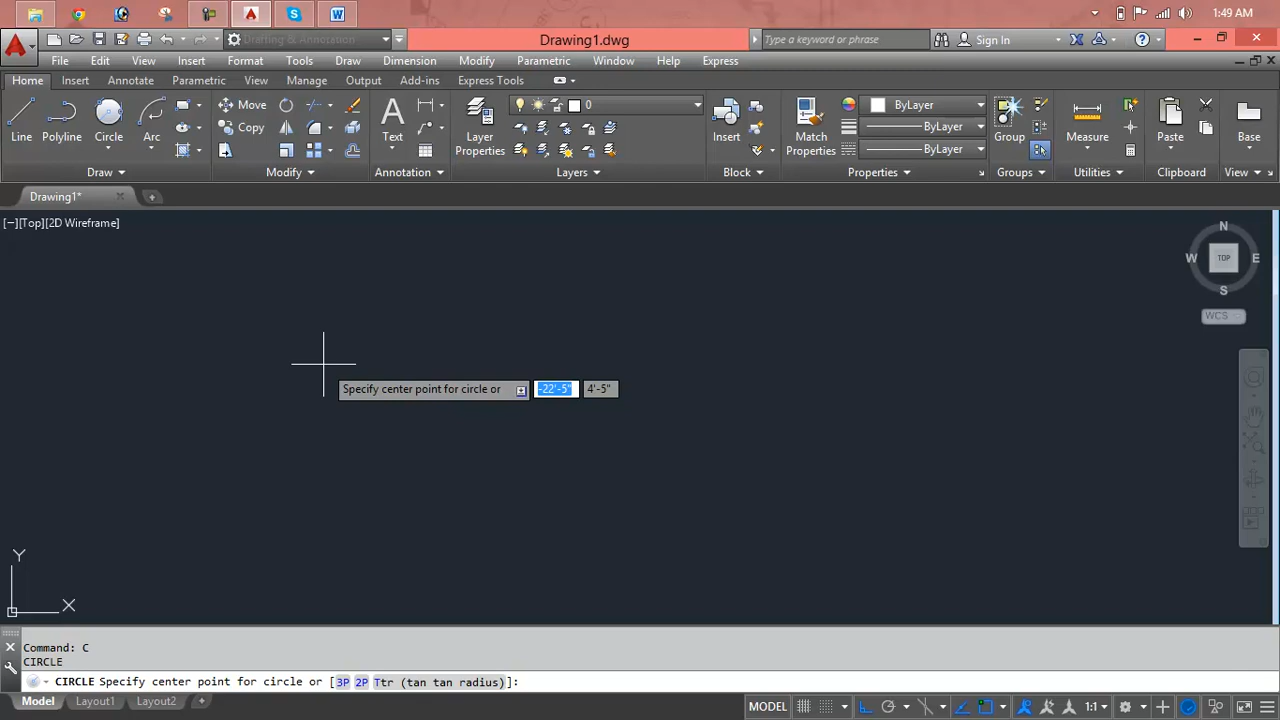 1:49 AM
Drafting & Annotation
Drawing1.dwg
Type a keyword or phrase
Sign In
File Edit View Insert Format Tools Draw Dimension Modify Parametric Window Help Express
Home Insert Annotate Parametric View Manage Output Add-ins Express Tools
Line Polyline Circle Arc
Move
Copy
Text
Layer
Properties
0
Insert
Match
Properties
ByLayer
ByLayer
ByLayer
Group
Measure
Paste
Base
Draw Modify Annotation Layers Block Properties Groups Utilities Clipboard View
Drawing1*
[−][Top][2D Wireframe]
N
W TOP E
S
WCS
Specify center point for circle or -22'-5" 4'-5"
Y
X
Command: C
CIRCLE
CIRCLE Specify center point for circle or [3P 2P Ttr (tan tan radius)]:
Model Layout1 Layout2
MODEL 1:1